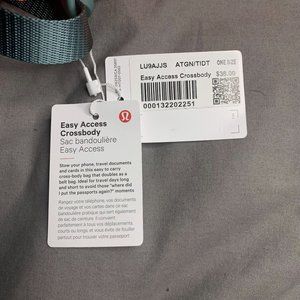 LU9AJJS ATGN/TIDT ONE SIZE
Easy Access Crossbody $38.00
000132202251
Easy Access
Crossbody
Sac bandoulière
Easy Access
Stow your phone, travel documents
and cards in this easy to carry
cross-body bag that doubles as a
belt bag. Ideal for travel days long
and short to avoid those "where did
I put the passports again?" moments
Rangez votre téléphone, vos documents
de voyage et vos cartes dans ce sac
bandoulière pratique qui sert également
de sac de ceinture. Il convient
parfaitement à tous vos déplacements
courts ou longs, et vous évite de fouiller
partout pour trouver votre passeport